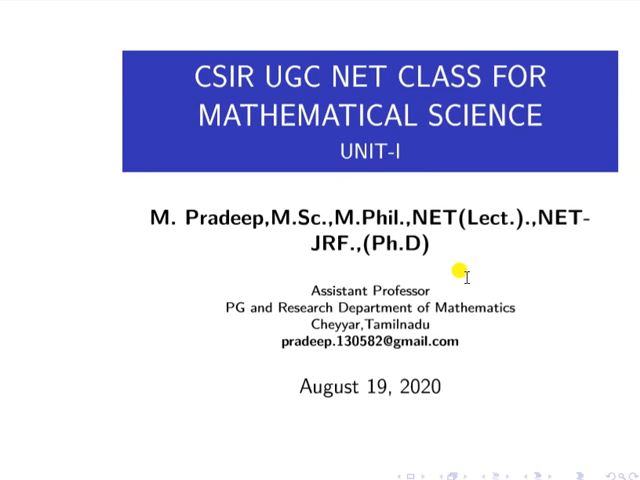 CSIR UGC NET CLASS FOR
MATHEMATICAL SCIENCE
UNIT-I
M. Pradeep,M.Sc.,M.Phil.,NET(Lect.).,NET-
JRF.,(Ph.D)
Assistant Professor
PG and Research Department of Mathematics
Cheyyar,Tamilnadu
pradeep.130582@gmail.com
August 19, 2020